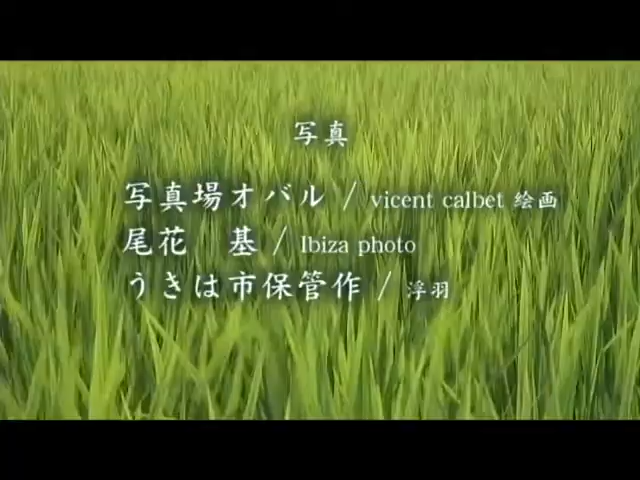 写真
写真場オバル / vicent calbet 絵画
尾花　基 / Ibiza photo
うきは市保管作 / 浮羽